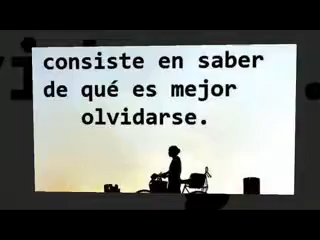 consiste en saber
de qué es mejor
olvidarse.